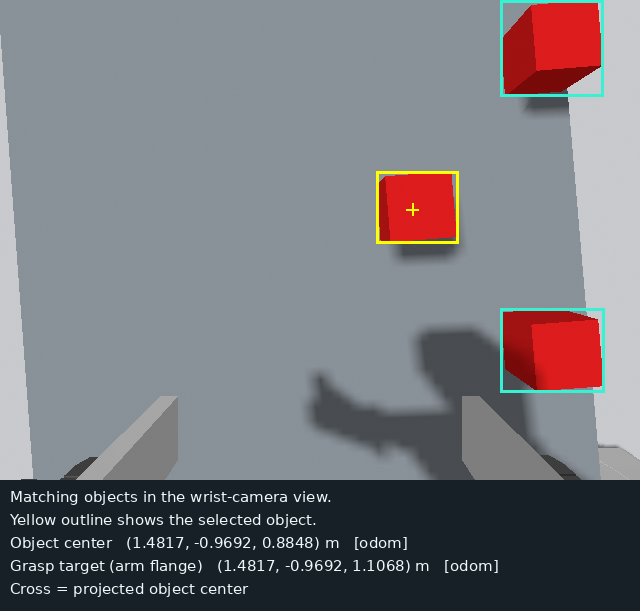 Matching objects in the wrist-camera view.
Yellow outline shows the selected object.
Object center (1.4817, -0.9692, 0.8848) m [odom]
Grasp target (arm flange) (1.4817, -0.9692, 1.1068) m [odom]
Cross = projected object center